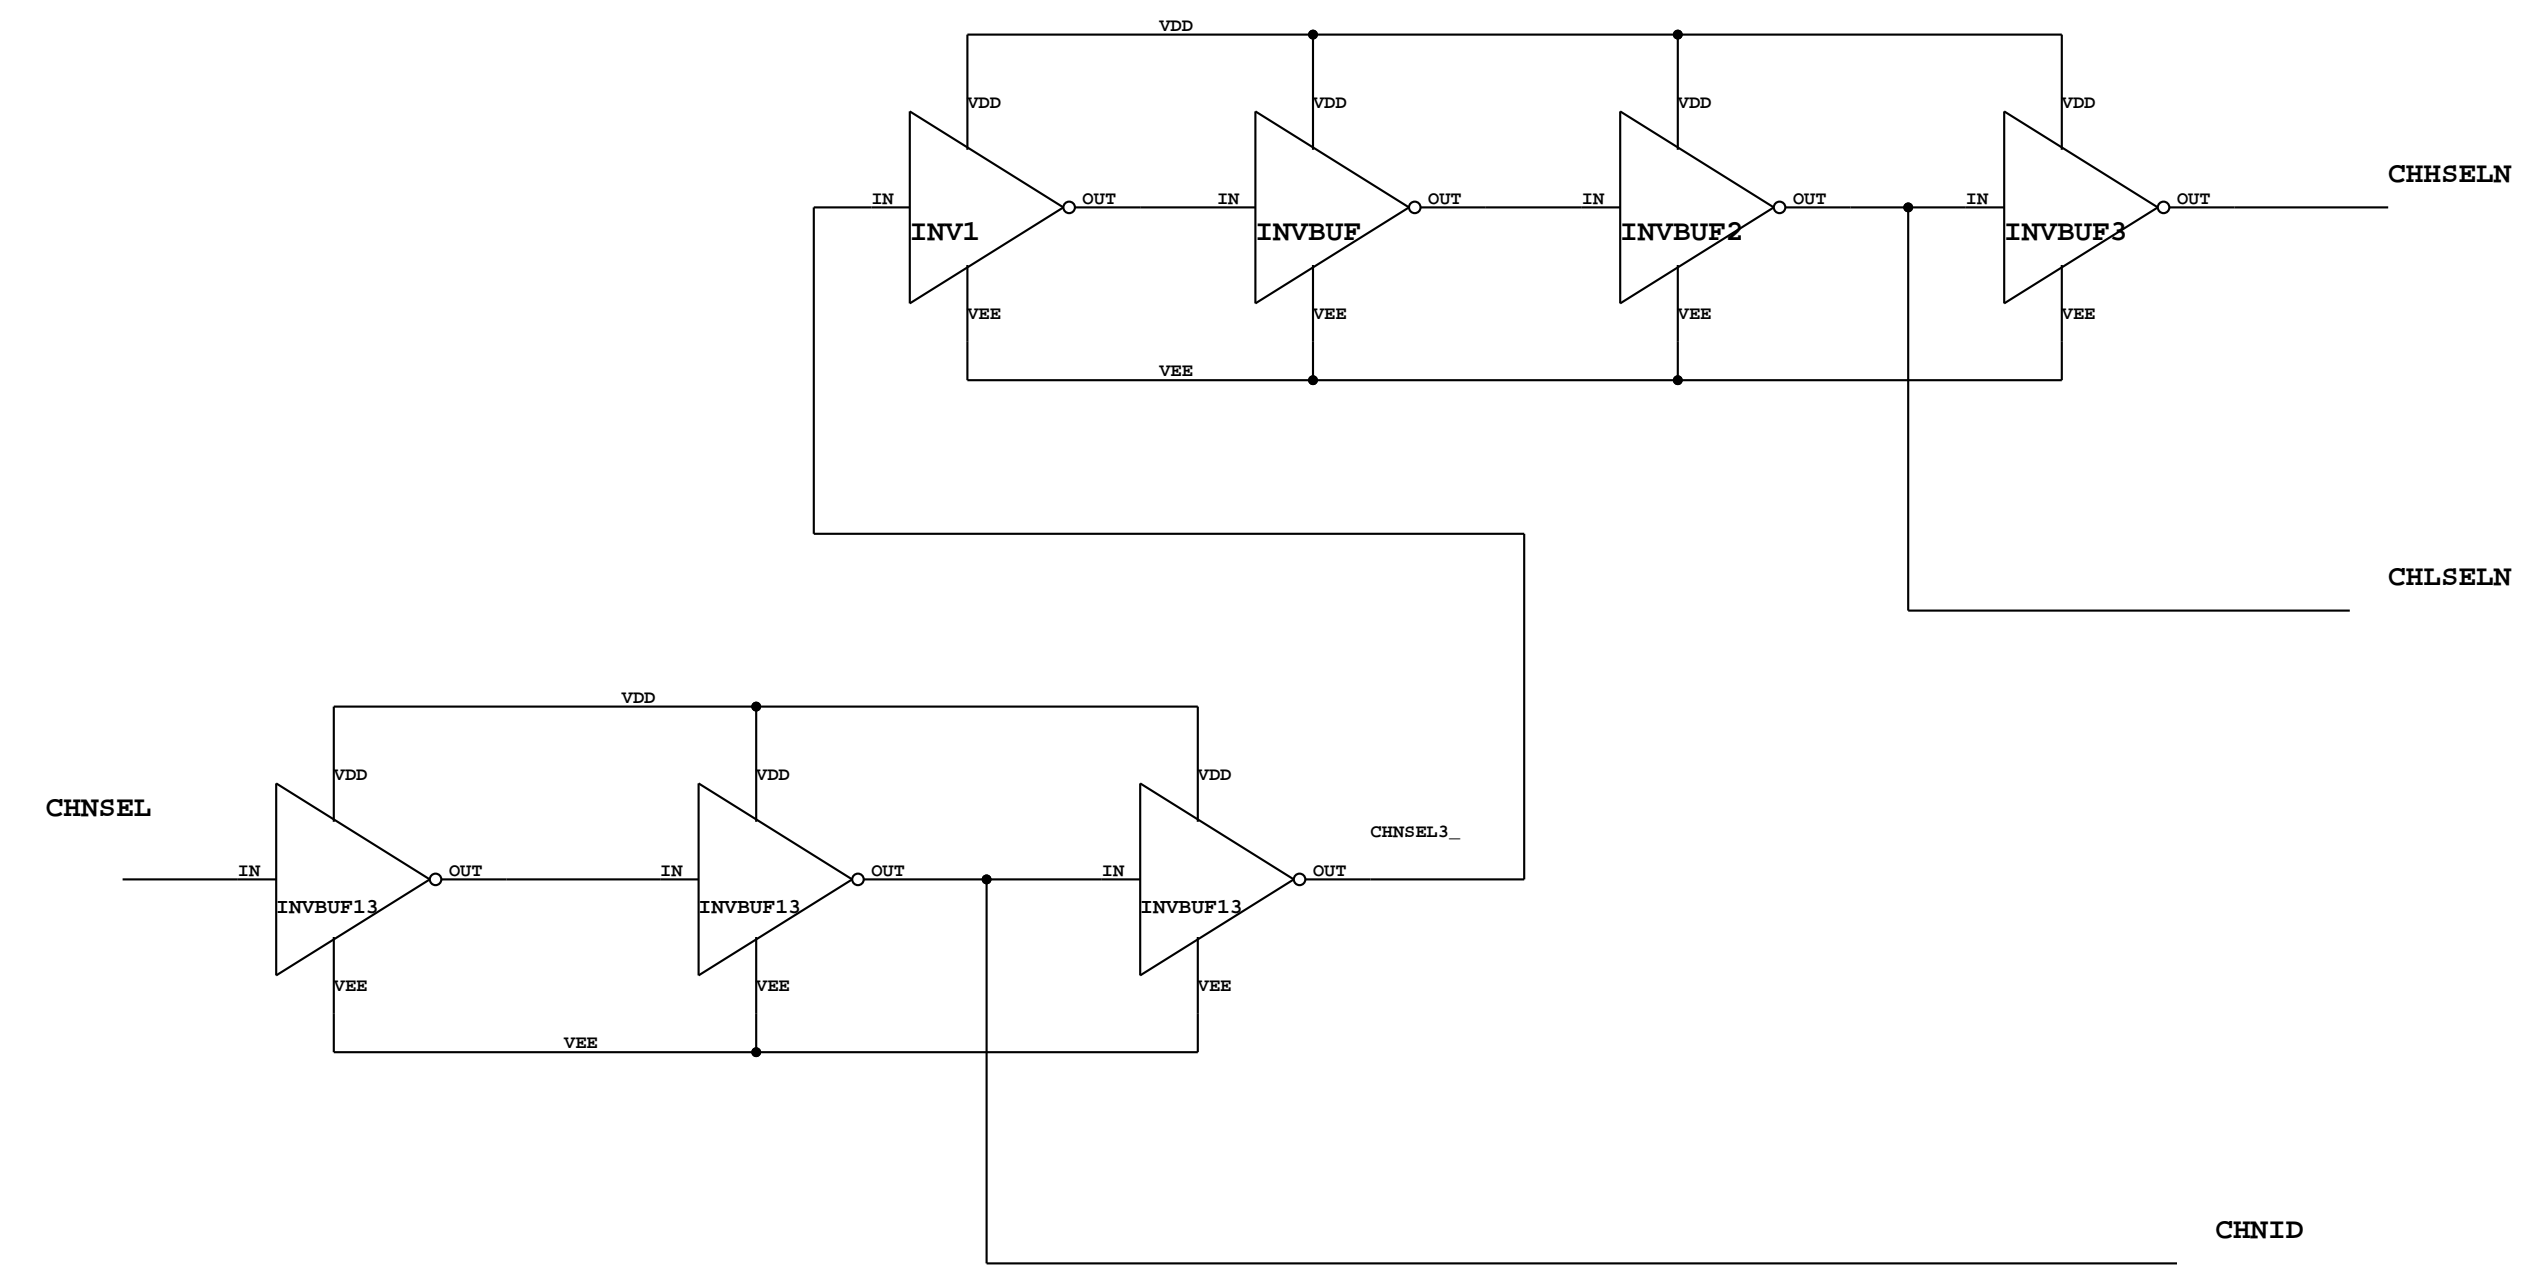 VDD
VDD VDD VDD VDD
CHHSELN
IN OUT IN OUT IN OUT IN OUT
INV1 INVBUF INVBUF2 INVBUF3
VEE VEE VEE VEE
VEE
CHLSELN
VDD
VDD VDD VDD
CHNSEL
CHNSEL3_
IN OUT IN OUT IN OUT
INVBUF13 INVBUF13 INVBUF13
VEE VEE VEE
VEE
CHNID